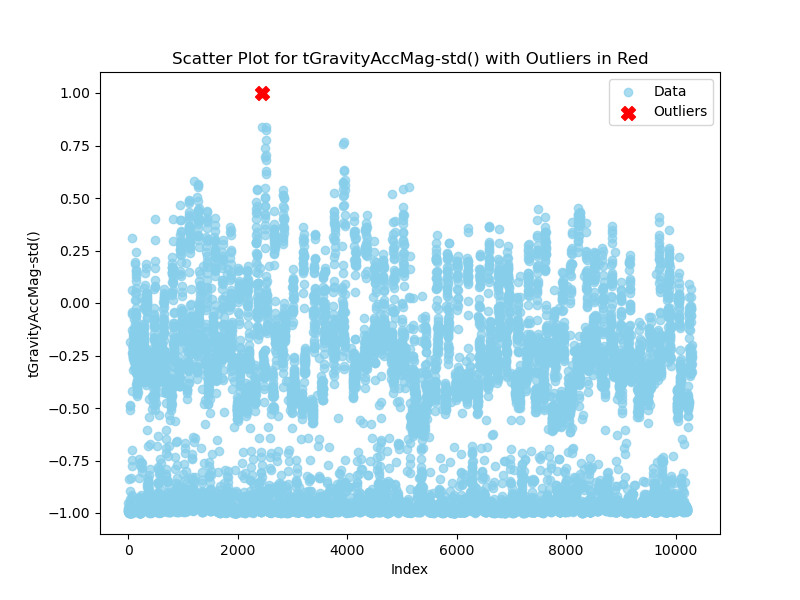 Scatter Plot for tGravityAccMag-std() with Outliers in Red
Data
Outliers
1.00
0.75
0.50
0.25
0.00
−0.25
−0.50
−0.75
−1.00
tGravityAccMag-std()
0 2000 4000 6000 8000 10000
Index